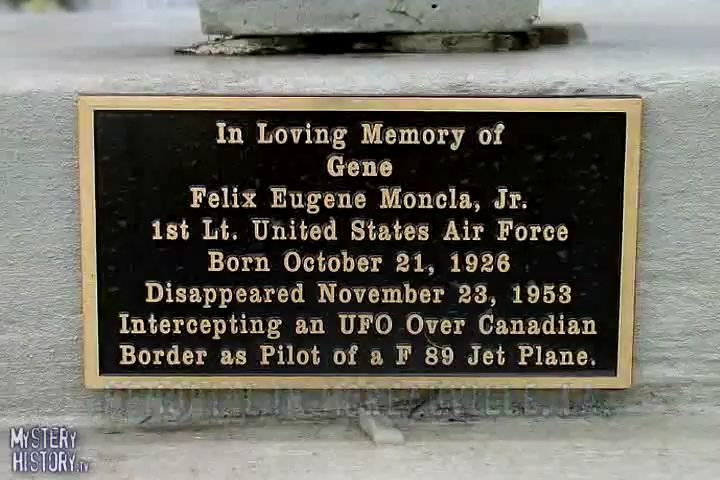 In Loving Memory of
Gene
Felix Eugene Moncla, Jr.
1st Lt. United States Air Force
Born October 21, 1926
Disappeared November 23, 1953
Intercepting an UFO Over Canadian
Border as Pilot of a F 89 Jet Plane.
MYSTERY
HISTORY.TV